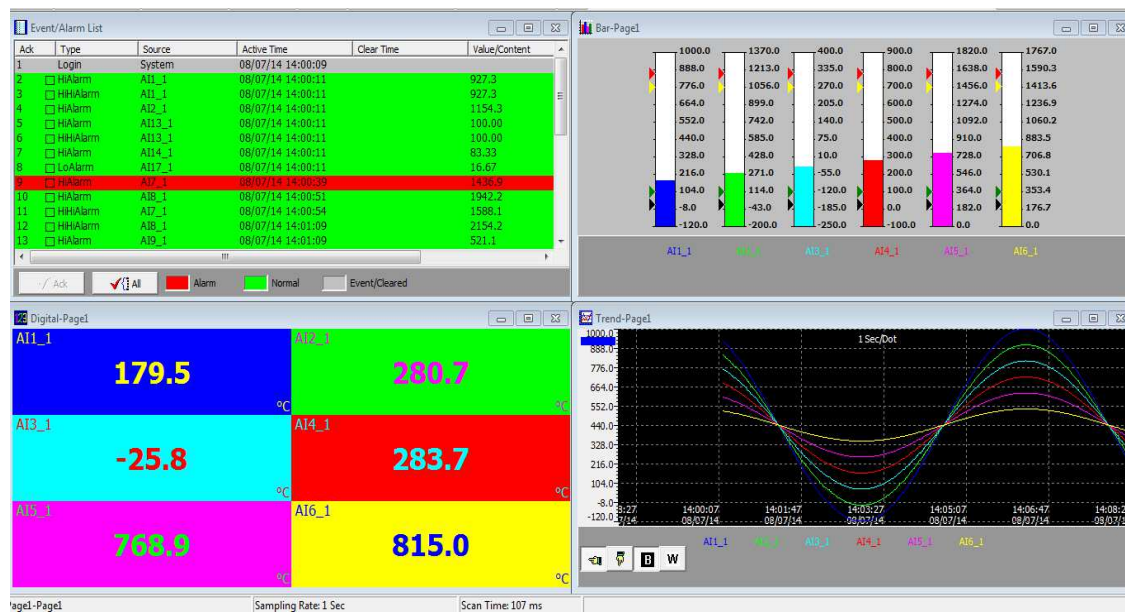 Event/Alarm List
Ack Type Source Active Time Clear Time Value/Content
1 Login System 08/07/14 14:00:09
2 HiAlarm AI1_1 08/07/14 14:00:11 927.3
3 HiHiAlarm AI1_1 08/07/14 14:00:11 927.3
4 HiAlarm AI2_1 08/07/14 14:00:11 1154.3
5 HiAlarm AI13_1 08/07/14 14:00:11 100.00
6 HiHiAlarm AI13_1 08/07/14 14:00:11 100.00
7 HiAlarm AI14_1 08/07/14 14:00:11 83.33
8 LoAlarm AI17_1 08/07/14 14:00:11 16.67
9 HiAlarm AI7_1 08/07/14 14:00:39 1436.9
10 HiAlarm AI8_1 08/07/14 14:00:51 1942.2
11 HiAlarm AI7_1 08/07/14 14:00:54 1588.1
12 HiHiAlarm AI8_1 08/07/14 14:01:09 2154.2
13 HiAlarm AI9_1 08/07/14 14:01:09 521.1
Ack All Alarm Normal Event/Cleared
Bar-Page1
1000.0 1370.0 400.0 900.0 1820.0 1767.0
888.0 1213.0 335.0 800.0 1638.0 1590.3
776.0 1056.0 270.0 700.0 1456.0 1413.6
664.0 899.0 205.0 600.0 1274.0 1236.9
552.0 742.0 140.0 500.0 1092.0 1060.2
440.0 585.0 75.0 400.0 910.0 883.5
328.0 428.0 10.0 300.0 728.0 706.8
216.0 271.0 -55.0 200.0 546.0 530.1
104.0 114.0 -120.0 100.0 364.0 353.4
-8.0 -43.0 -185.0 0.0 182.0 176.7
-120.0 -200.0 -250.0 -100.0 0.0 0.0
AI1_1 AI2_1 AI3_1 AI4_1 AI5_1 AI6_1
Digital-Page1
AI1_1 AI2_1
179.5 280.7
ºC ºC
AI3_1 AI4_1
-25.8 283.7
ºC ºC
AI5_1 AI6_1
768.9 815.0
ºC ºC
Trend-Page1
1000.0
1 Sec/Dot
888.0
776.0
664.0
552.0
440.0
328.0
216.0
104.0
-8.0
-120.0
3:27 14:00:07 14:01:47 14:03:27 14:05:07 14:06:47 14:08:2
7/14 08/07/14 08/07/14 08/07/14 08/07/14 08/07/14 08/07/14
AI1_1 AI2_1 AI3_1 AI4_1 AI5_1 AI6_1
B W
Page1-Page1 Sampling Rate: 1 Sec Scan Time: 107 ms